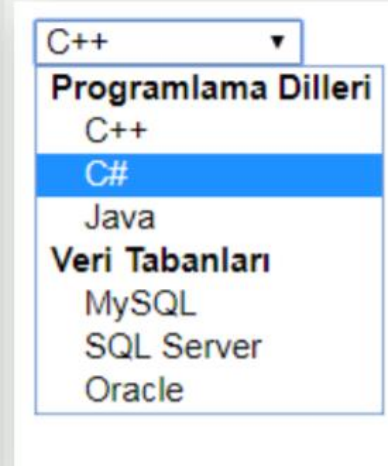 C++
Programlama Dilleri
C++
C#
Java
Veri Tabanları
MySQL
SQL Server
Oracle